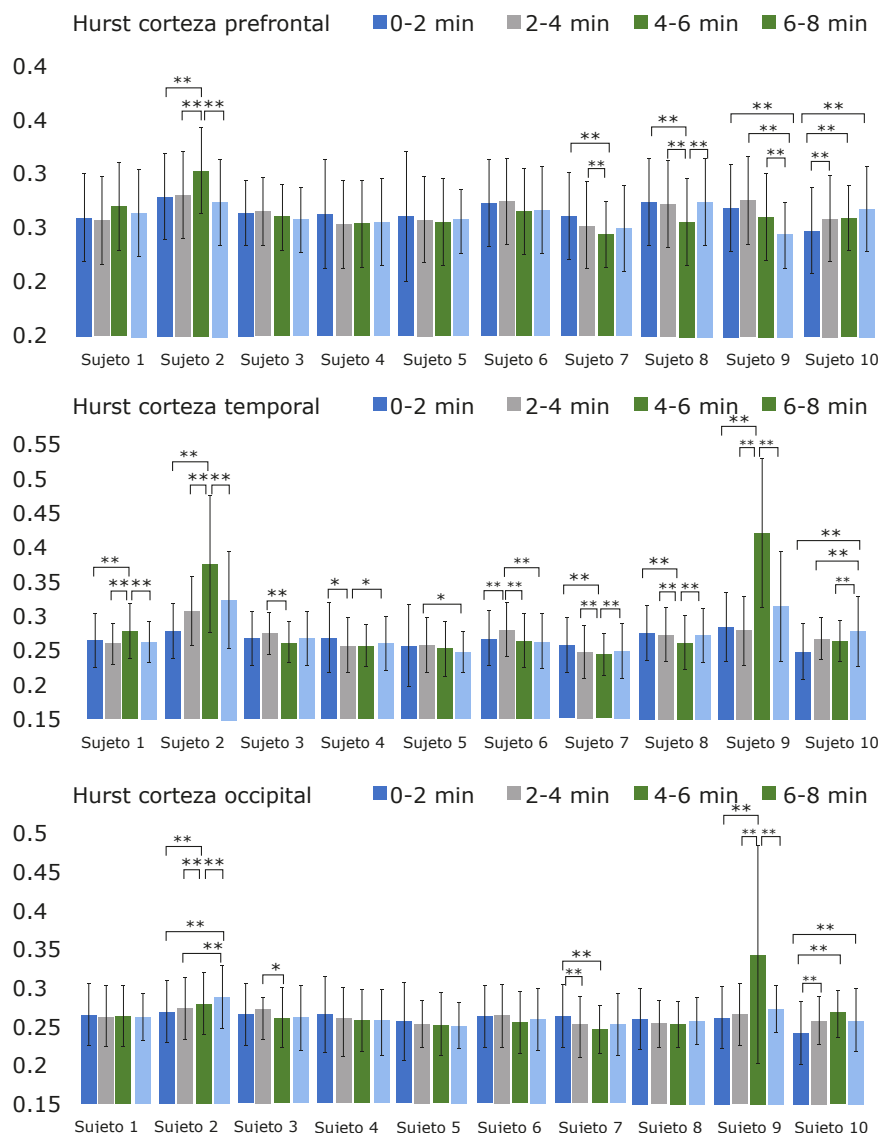 Hurst corteza prefrontal 0-2 min 2-4 min 4-6 min 6-8 min
0.4
** ** ** **
0.4
** ** ** ** ** ** **
** ** ** ** ** **
0.3
0.3
0.2
0.2
Sujeto 1 Sujeto 2 Sujeto 3 Sujeto 4 Sujeto 5 Sujeto 6 Sujeto 7 Sujeto 8 Sujeto 9 Sujeto 10
Hurst corteza temporal 0-2 min 2-4 min 4-6 min 6-8 min
0.55
**
** **
0.5
**
** **
0.45
0.4
** ** ** ** **
0.35
** ** ** * * * ** ** ** ** ** ** ** ** **
0.3
0.25
0.2
0.15
Sujeto 1 Sujeto 2 Sujeto 3 Sujeto 4 Sujeto 5 Sujeto 6 Sujeto 7 Sujeto 8 Sujeto 9 Sujeto 10
Hurst corteza occipital 0-2 min 2-4 min 4-6 min 6-8 min
0.5
**
** **
**
0.45
** **
0.4
** **
0.35
** * ** **
** **
0.3
0.25
0.2
0.15
Sujeto 1 Sujeto 2 Sujeto 3 Sujeto 4 Sujeto 5 Sujeto 6 Sujeto 7 Sujeto 8 Sujeto 9 Sujeto 10